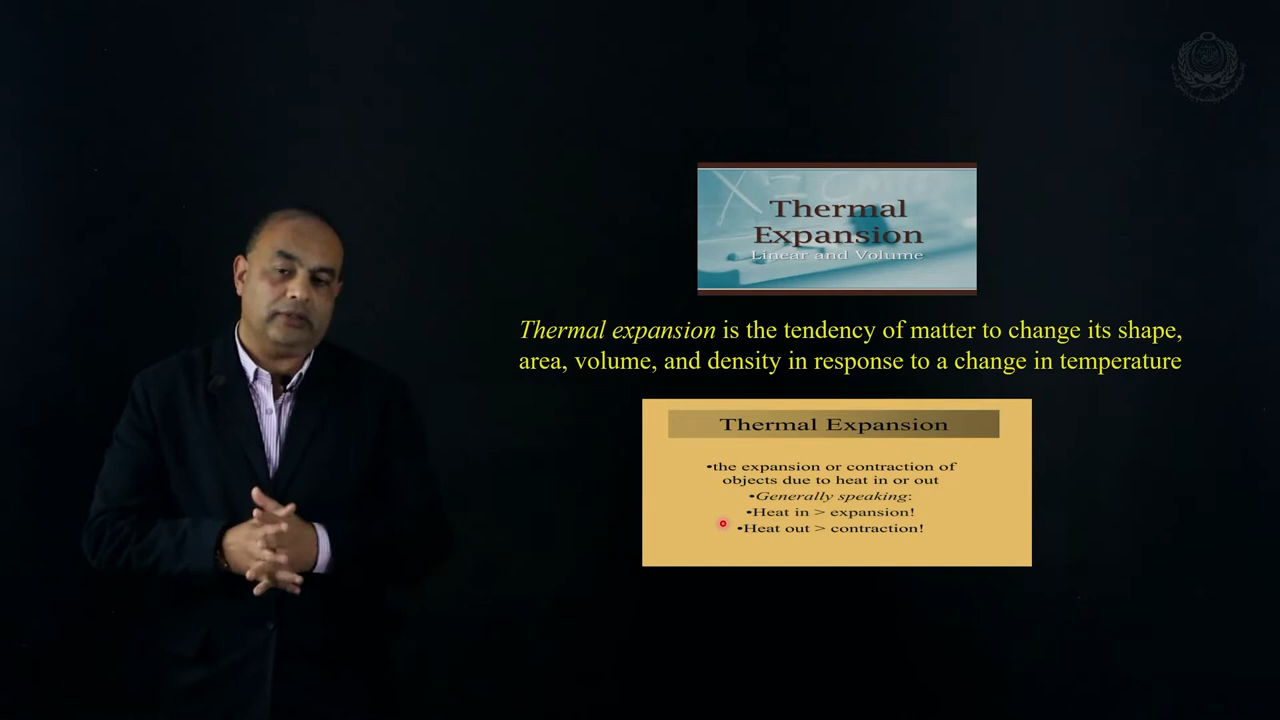 Thermal
Expansion
Linear and Volume
Thermal expansion is the tendency of matter to change its shape,
area, volume, and density in response to a change in temperature
Thermal Expansion
•the expansion or contraction of
objects due to heat in or out
•Generally speaking:
•Heat in > expansion!
•Heat out > contraction!